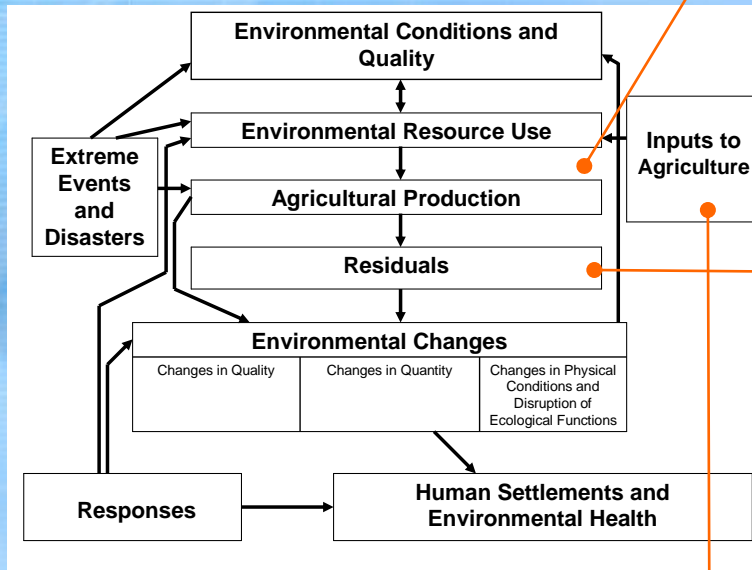 Environmental Conditions and
Quality
Environmental Resource Use
Inputs to
Agriculture
Extreme
Events
and
Disasters
Agricultural Production
Residuals
Environmental Changes
Changes in Quality
Changes in Quantity
Changes in Physical
Conditions and
Disruption of
Ecological Functions
Responses
Human Settlements and
Environmental Health